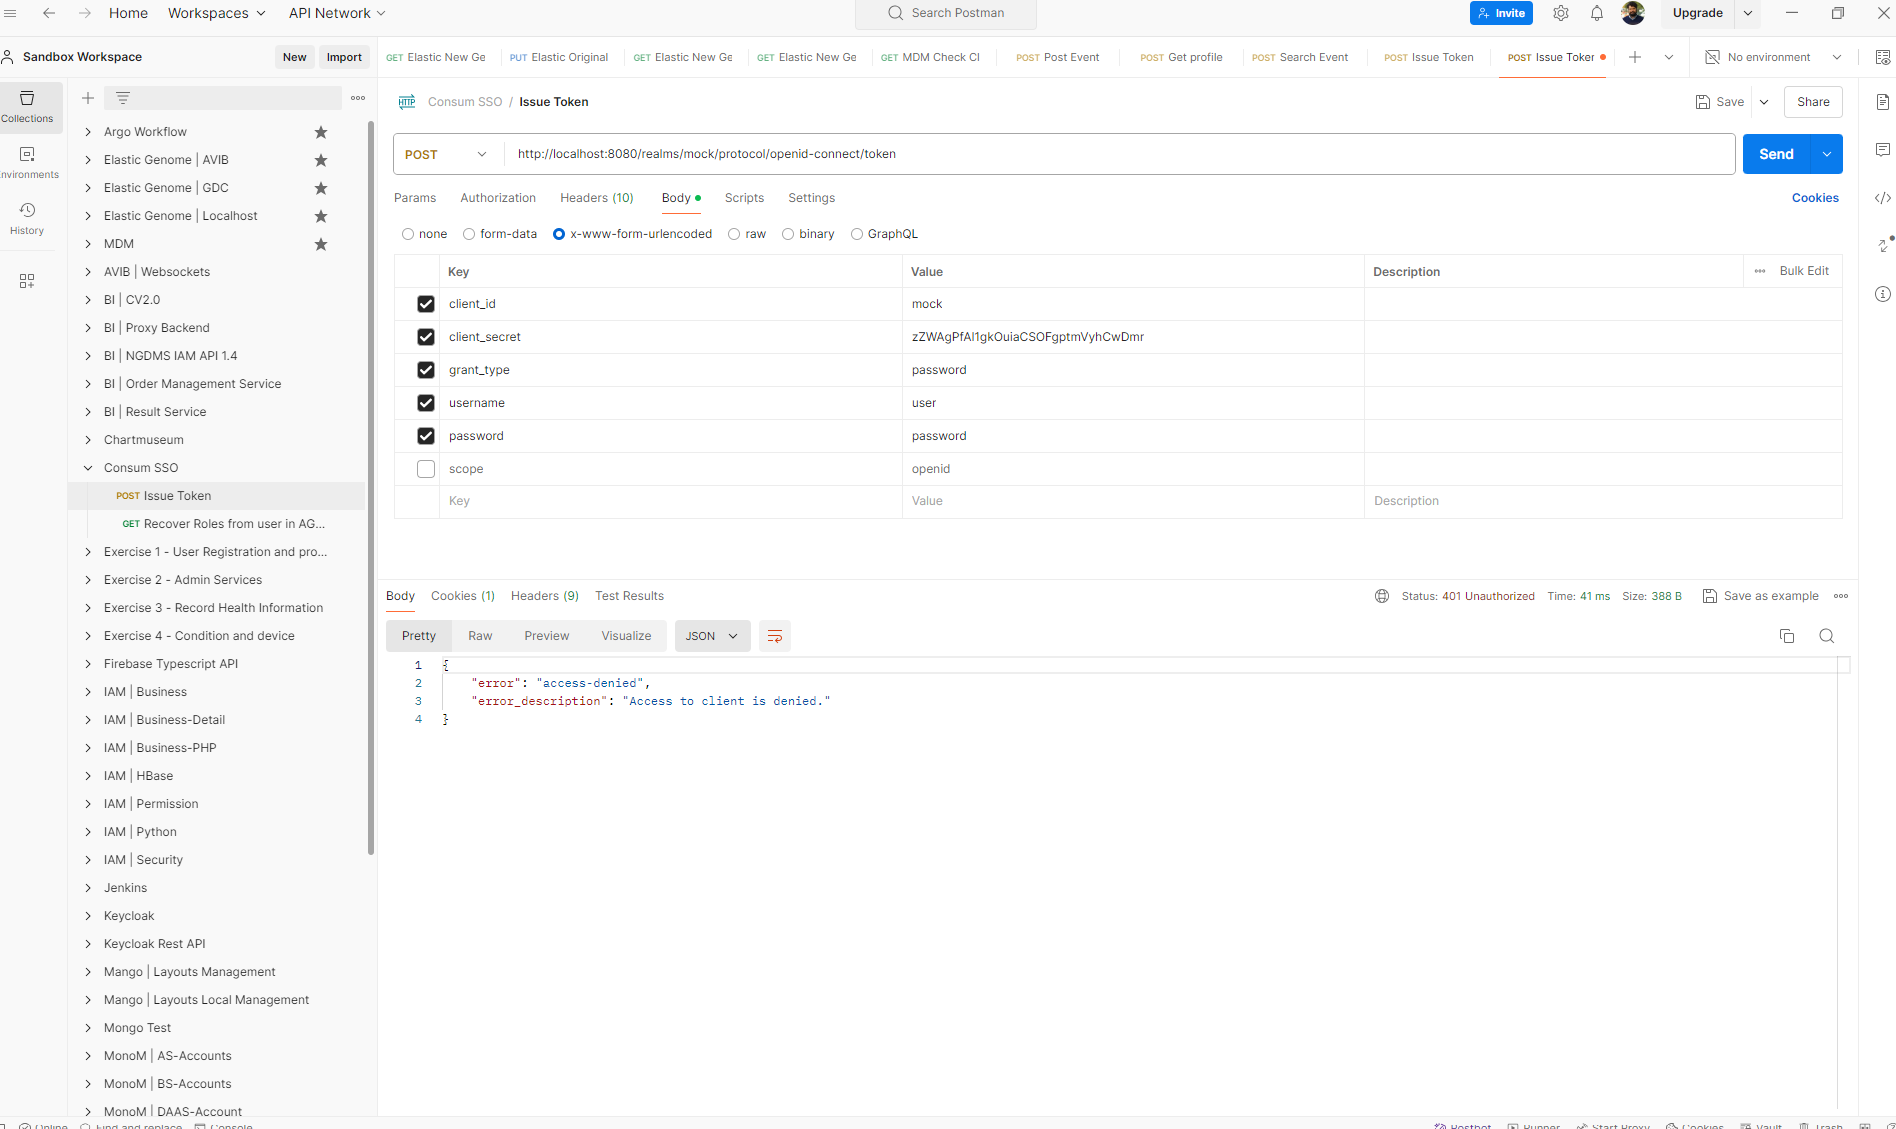 Home Workspaces API Network Search Postman Invite Upgrade
Sandbox Workspace New Import
GET Elastic New Ge PUT Elastic Original GET Elastic New Ge GET Elastic New Ge GET MDM Check Cl POST Post Event POST Get profile POST Search Event POST Issue Token POST Issue Token No environment
Collections
Environments
History
Argo Workflow
Elastic Genome | AVIB
Elastic Genome | GDC
Elastic Genome | Localhost
MDM
AVIB | Websockets
BI | CV2.0
BI | Proxy Backend
BI | NGDMS IAM API 1.4
BI | Order Management Service
BI | Result Service
Chartmuseum
Consum SSO
POST Issue Token
GET Recover Roles from user in AG...
Exercise 1 - User Registration and pro...
Exercise 2 - Admin Services
Exercise 3 - Record Health Information
Exercise 4 - Condition and device
Firebase Typescript API
IAM | Business
IAM | Business-Detail
IAM | Business-PHP
IAM | HBase
IAM | Permission
IAM | Python
IAM | Security
Jenkins
Keycloak
Keycloak Rest API
Mango | Layouts Management
Mango | Layouts Local Management
Mongo Test
MonoM | AS-Accounts
MonoM | BS-Accounts
MonoM | DAAS-Account
HTTP Consum SSO / Issue Token Save Share
POST http://localhost:8080/realms/mock/protocol/openid-connect/token Send
Params Authorization Headers (10) Body Scripts Settings Cookies
none form-data x-www-form-urlencoded raw binary GraphQL
Key Value Description Bulk Edit
client_id mock
client_secret zZWAgPfAl1gkOuiaCSOFgptmVyhCwDmr
grant_type password
username user
password password
scope openid
Key Value Description
Body Cookies (1) Headers (9) Test Results Status: 401 Unauthorized Time: 41 ms Size: 388 B Save as example
Pretty Raw Preview Visualize JSON
1 {
2 "error": "access-denied",
3 "error_description": "Access to client is denied."
4 }
Online Find and replace Console Postbot Runner Start Proxy Cookies Vault Trash